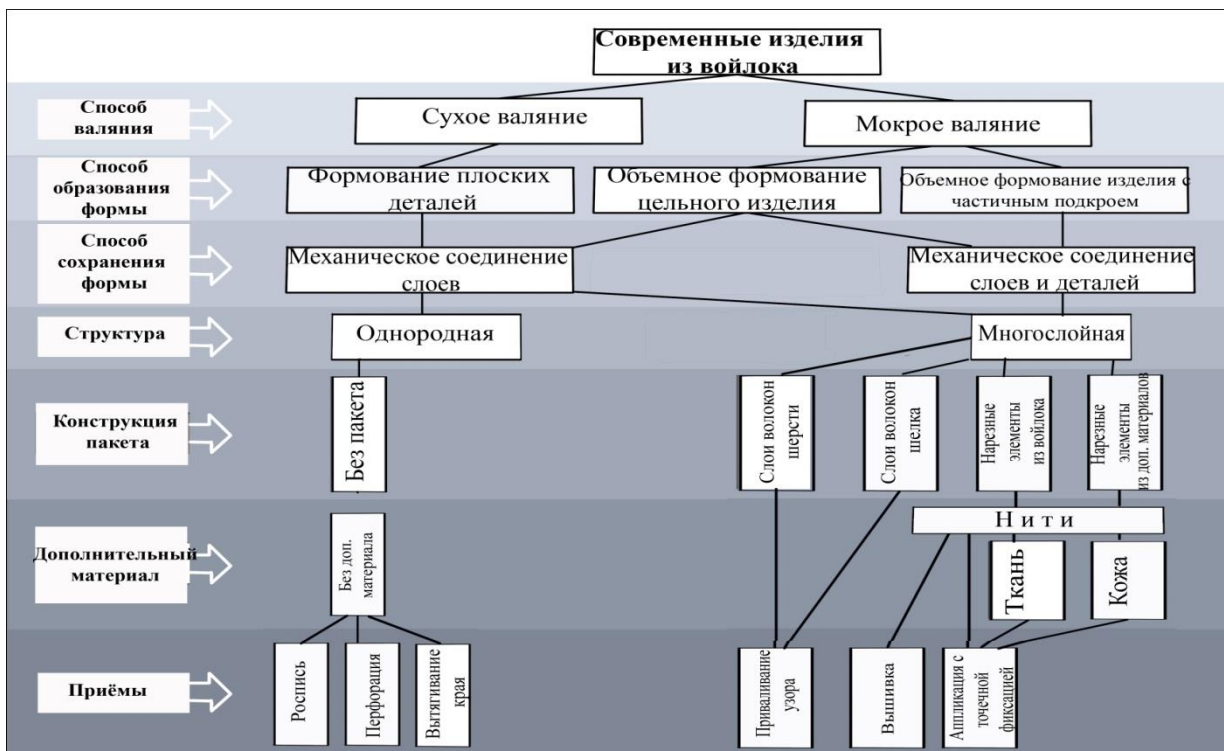 Современные изделия
из войлока
Способ
валяния
Сухое валяние
Мокрое валяние
Способ
образования
формы
Формование плоских
деталей
Объемное формование
цельного изделия
Объемное формование изделия с
частичным подкроем
Способ
сохранения
формы
Механическое соединение
слоев
Механическое соединение
слоев и деталей
Структура
Однородная
Многослойная
Конструкция
пакета
Без пакета
Слои волокон
шерсти
Слои волокон
шелка
Нарезные
элементы
из войлока
Нарезные
элементы
из доп. материалов
Дополнительный
материал
Без доп.
материала
Нити
Ткань
Кожа
Приёмы
Роспись
Перфорация
Вытягивание
края
Приваливание
узора
Вышивка
Аппликация с
точечной
фиксацией